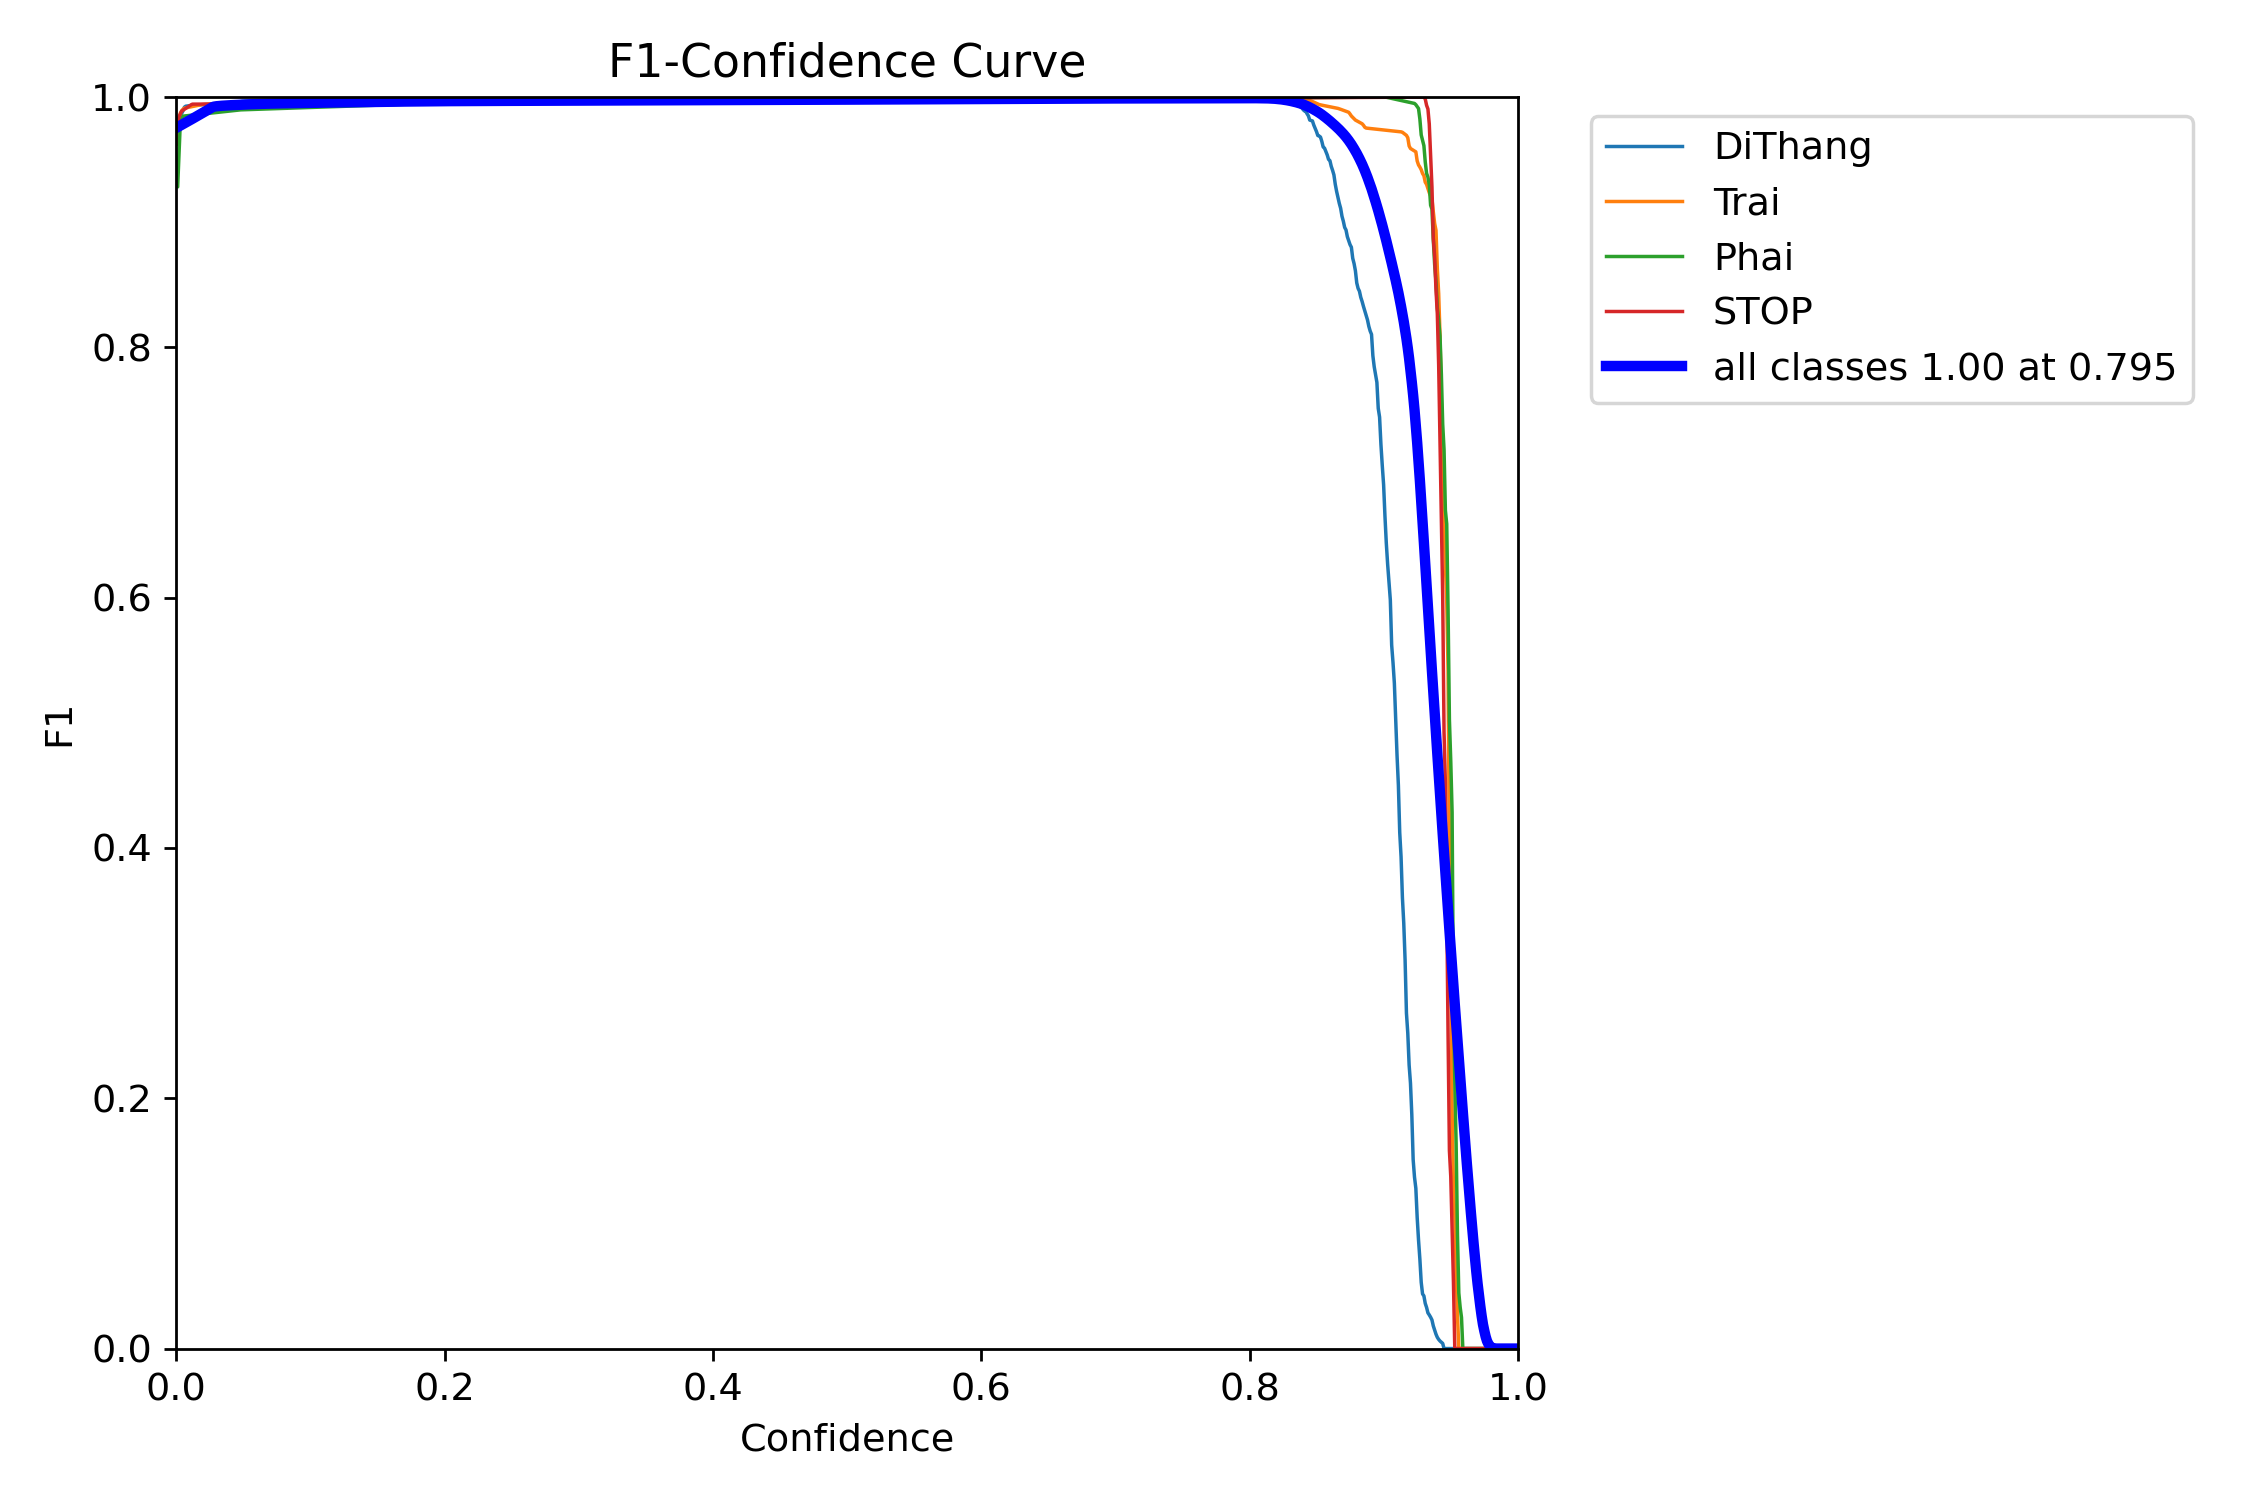 F1-Confidence Curve
1.0
0.8
0.6
0.4
0.2
0.0
F1
0.0 0.2 0.4 0.6 0.8 1.0
Confidence
DiThang
Trai
Phai
STOP
all classes 1.00 at 0.795